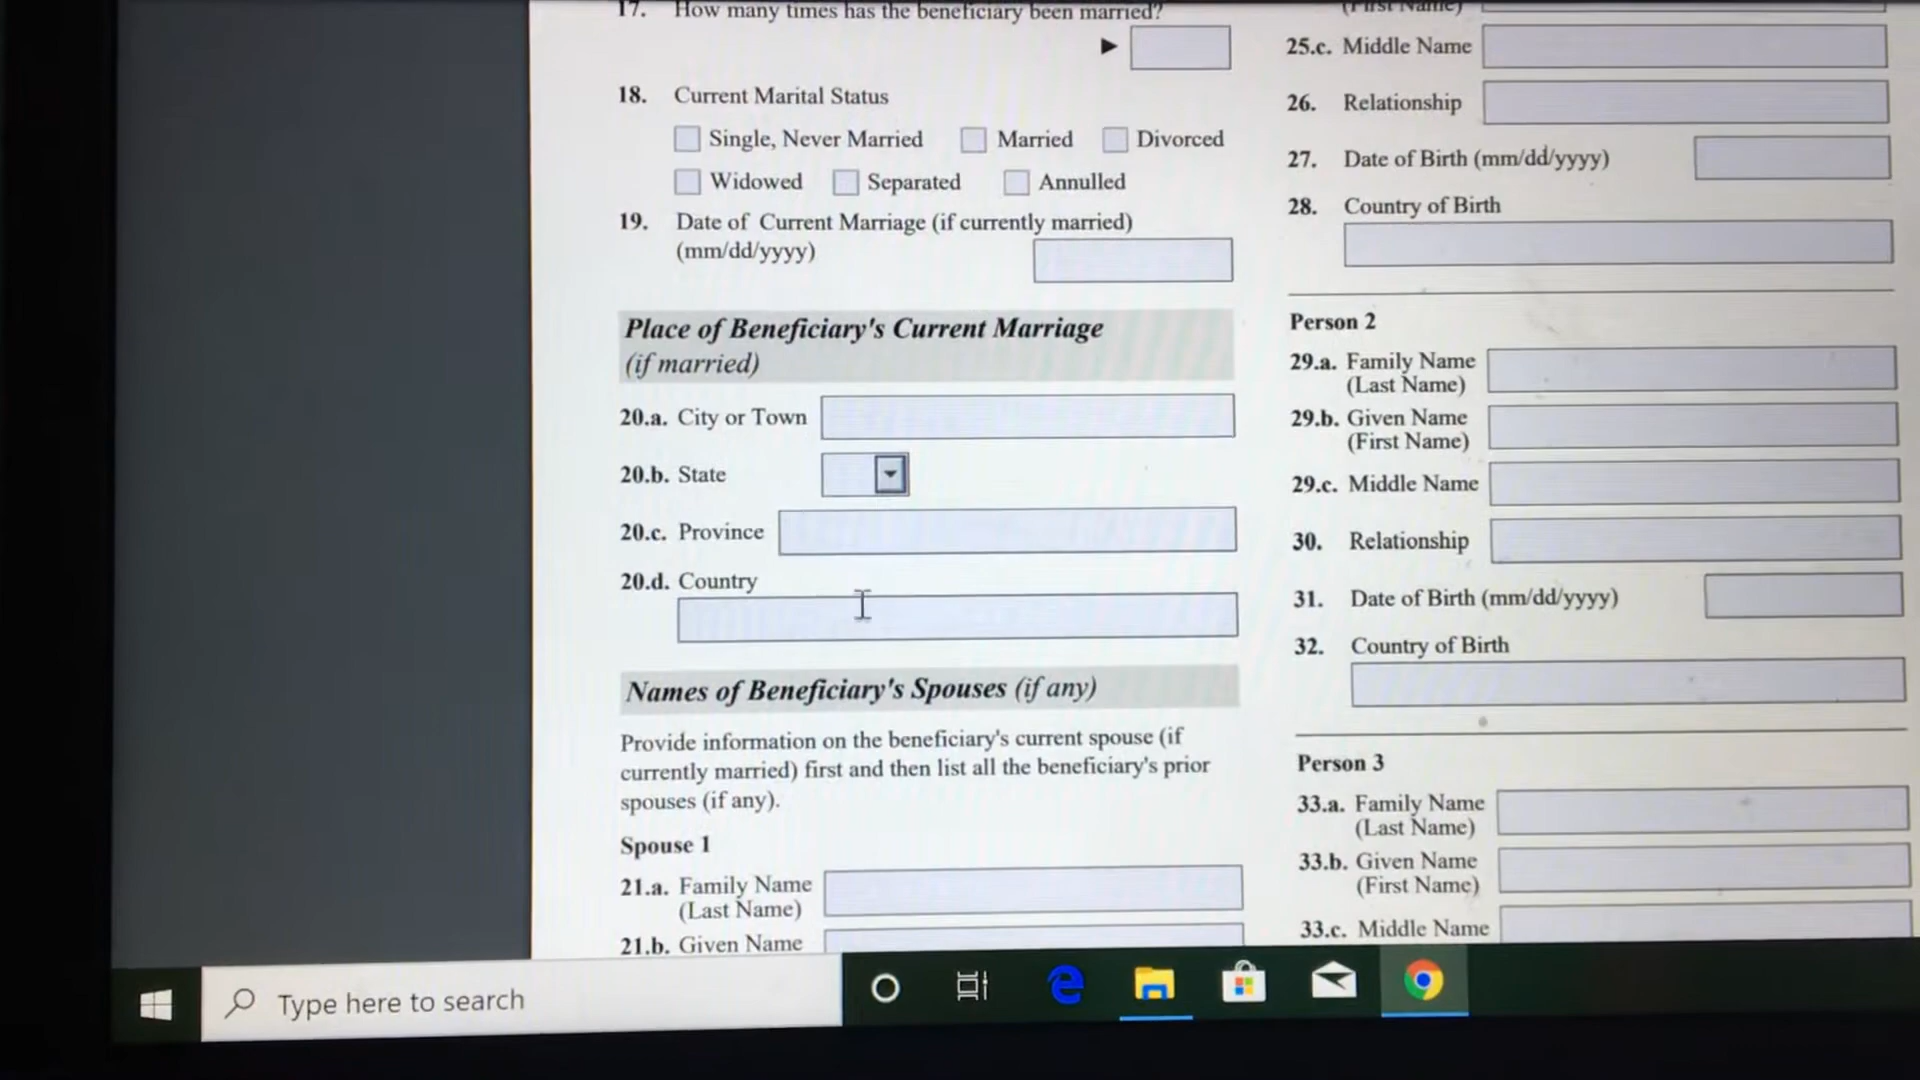 17. How many times has the beneficiary been married?
18. Current Marital Status
Single, Never Married Married Divorced
Widowed Separated Annulled
19. Date of Current Marriage (if currently married)
(mm/dd/yyyy)
Place of Beneficiary's Current Marriage
(if married)
20.a. City or Town
20.b. State
20.c. Province
20.d. Country
Names of Beneficiary's Spouses (if any)
Provide information on the beneficiary's current spouse (if
currently married) first and then list all the beneficiary's prior
spouses (if any).
Spouse 1
21.a. Family Name
(Last Name)
21.b. Given Name
(First Name)
25.c. Middle Name
26. Relationship
27. Date of Birth (mm/dd/yyyy)
28. Country of Birth
Person 2
29.a. Family Name
(Last Name)
29.b. Given Name
(First Name)
29.c. Middle Name
30. Relationship
31. Date of Birth (mm/dd/yyyy)
32. Country of Birth
Person 3
33.a. Family Name
(Last Name)
33.b. Given Name
(First Name)
33.c. Middle Name
Type here to search